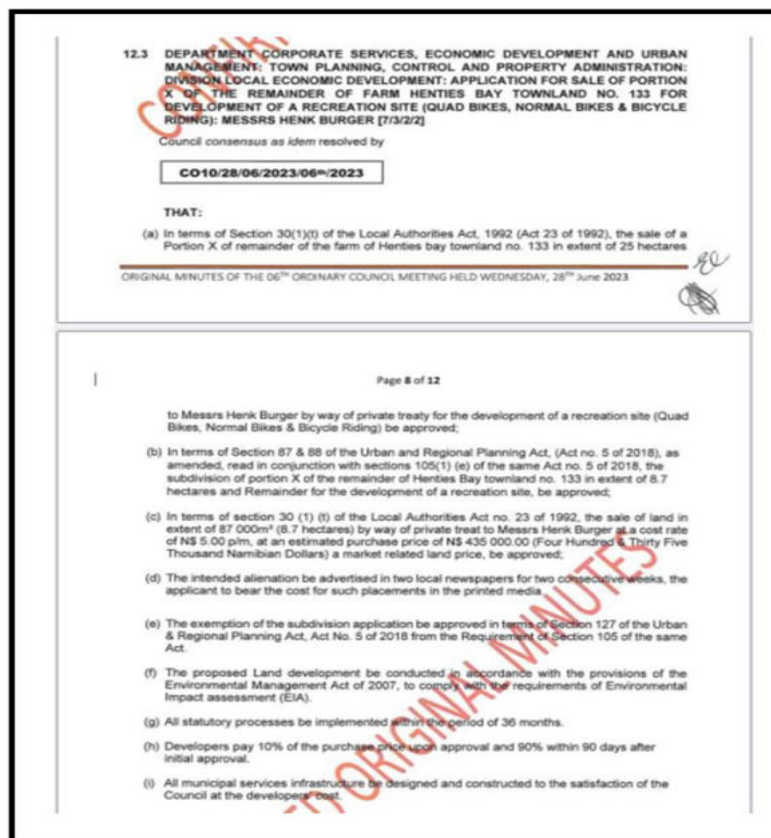 12.3 DEPARTMENT CORPORATE SERVICES, ECONOMIC DEVELOPMENT AND URBAN
MANAGEMENT: TOWN PLANNING, CONTROL AND PROPERTY ADMINISTRATION:
DIVISION LOCAL ECONOMIC DEVELOPMENT: APPLICATION FOR SALE OF PORTION
X OF THE REMAINDER OF FARM HENTIES BAY TOWNLAND NO. 133 FOR
DEVELOPMENT OF A RECREATION SITE (QUAD BIKES, NORMAL BIKES & BICYCLE
RIDING): MESSRS HENK BURGER [7/3/2/2]
Council consensus as idem resolved by
CO10/28/06/2023/06th/2023
THAT:
(a) In terms of Section 30(1)(t) of the Local Authorities Act, 1992 (Act 23 of 1992), the sale of a
Portion X of remainder of the farm of Henties bay townland no. 133 in extent of 25 hectares
ORIGINAL MINUTES OF THE 06TH ORDINARY COUNCIL MEETING HELD WEDNESDAY, 28TH June 2023
Page 8 of 12
to Messrs Henk Burger by way of private treaty for the development of a recreation site (Quad
Bikes, Normal Bikes & Bicycle Riding) be approved;
(b) In terms of Section 87 & 88 of the Urban and Regional Planning Act, (Act no. 5 of 2018), as
amended, read in conjunction with sections 105(1) (e) of the same Act no. 5 of 2018, the
subdivision of portion X of the remainder of Henties Bay townland no. 133 in extent of 8.7
hectares and Remainder for the development of a recreation site, be approved;
(c) In terms of section 30 (1) (t) of the Local Authorities Act no. 23 of 1992, the sale of land in
extent of 87 000m² (8.7 hectares) by way of private treat to Messrs Henk Burger at a cost rate
of N$ 5.00 p/m, at an estimated purchase price of N$ 435 000.00 (Four Hundred & Thirty Five
Thousand Namibian Dollars) a market related land price, be approved;
(d) The intended alienation be advertised in two local newspapers for two consecutive weeks, the
applicant to bear the cost for such placements in the printed media.
(e) The exemption of the subdivision application be approved in terms of Section 127 of the Urban
& Regional Planning Act, Act No. 5 of 2018 from the Requirement of Section 105 of the same
Act.
(f) The proposed Land development be conducted in accordance with the provisions of the
Environmental Management Act of 2007, to comply with the requirements of Environmental
Impact assessment (EIA).
(g) All statutory processes be implemented within the period of 36 months.
(h) Developers pay 10% of the purchase price upon approval and 90% within 90 days after
initial approval.
(i) All municipal services infrastructure be designed and constructed to the satisfaction of the
Council at the developers' cost.
ORIGINAL MINUTES